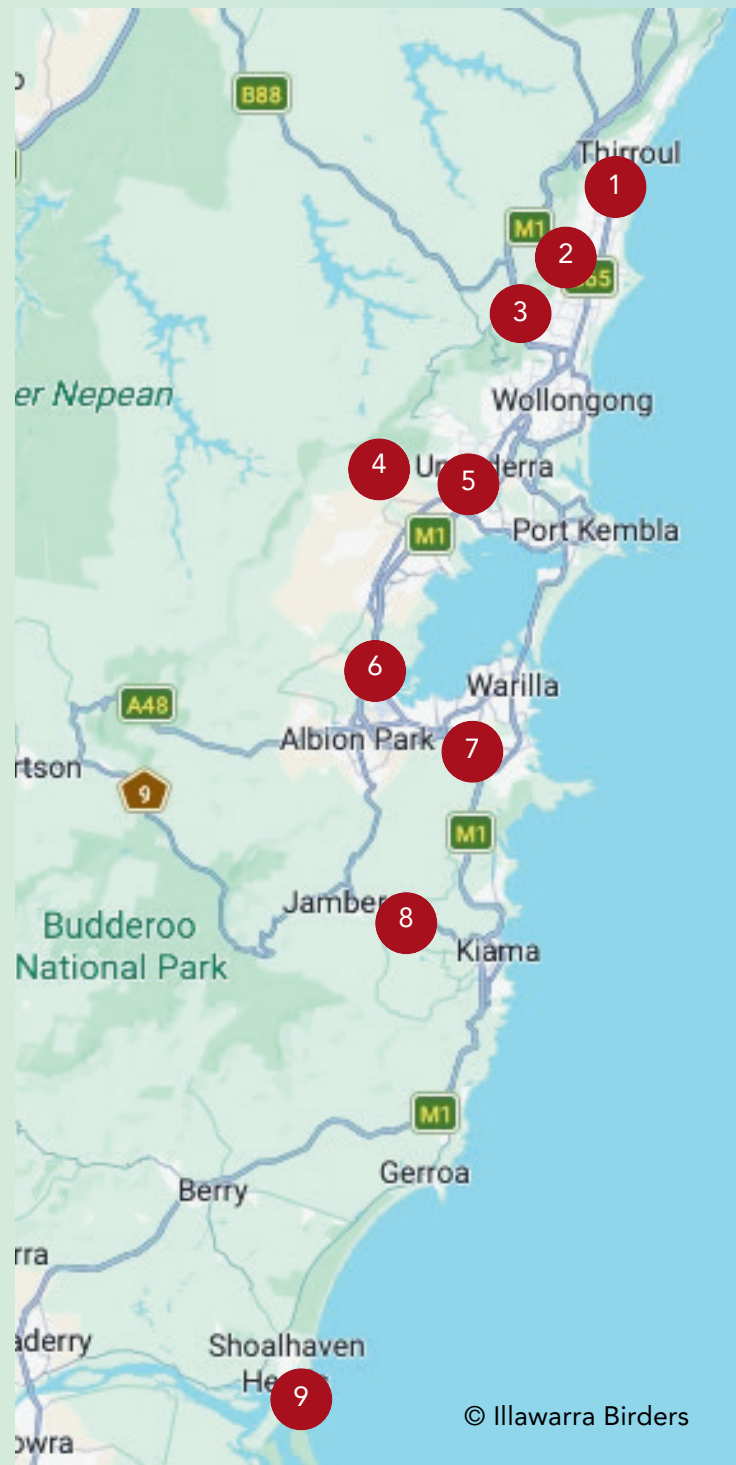 B88
Thirroul
1
M1
2
65
3
er Nepean
Wollongong
4
Un
derra
5
M1
Port Kembla
6
Warilla
A48
Albion Park
7
rtson
9
M1
Jamber
8
Budderoo
National Park
Kiama
M1
Gerroa
Berry
rra
aderry
Shoalhaven
He
9
© Illawarra Birders
owra